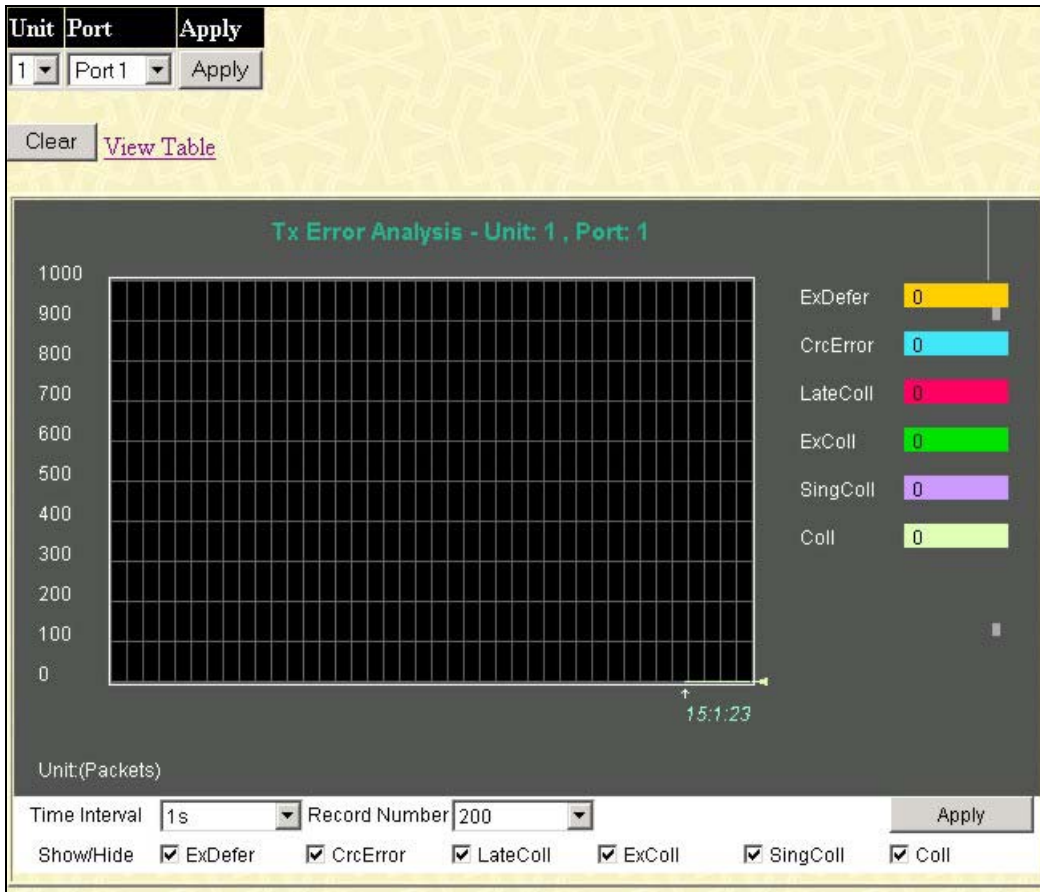 Unit Port Apply
1 Port 1 Apply
Clear View Table
Tx Error Analysis - Unit: 1 , Port: 1
1000
900
800
700
600
500
400
300
200
100
0
ExDefer 0
CrcError 0
LateColl 0
ExColl 0
SingColl 0
Coll 0
15:1:23
Unit:(Packets)
Time Interval 1s Record Number 200 Apply
Show/Hide ExDefer CrcError LateColl ExColl SingColl Coll